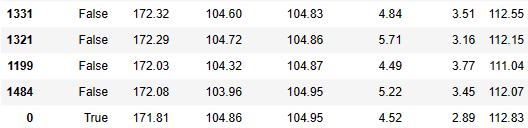 1331 False 172.32 104.60 104.83 4.84 3.51 112.55
1321 False 172.29 104.72 104.86 5.71 3.16 112.15
1199 False 172.03 104.32 104.87 4.49 3.77 111.04
1484 False 172.08 103.96 104.95 5.22 3.45 112.07
0 True 171.81 104.86 104.95 4.52 2.89 112.83